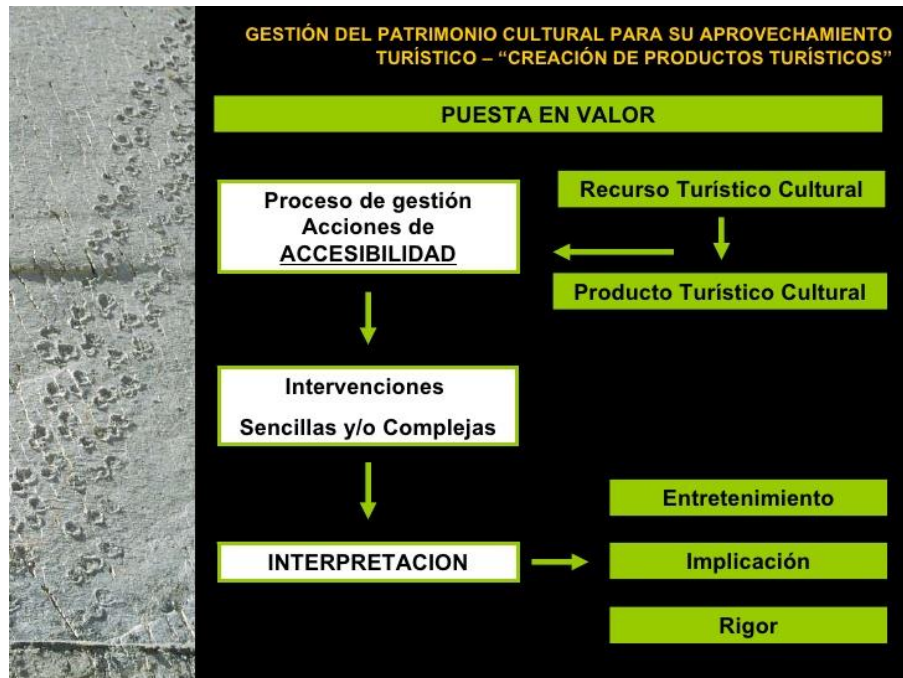 GESTIÓN DEL PATRIMONIO CULTURAL PARA SU APROVECHAMIENTO
TURÍSTICO – “CREACIÓN DE PRODUCTOS TURÍSTICOS”
PUESTA EN VALOR
Proceso de gestión
Acciones de
ACCESIBILIDAD
Recurso Turístico Cultural
Producto Turístico Cultural
Intervenciones
Sencillas y/o Complejas
INTERPRETACION
Entretenimiento
Implicación
Rigor